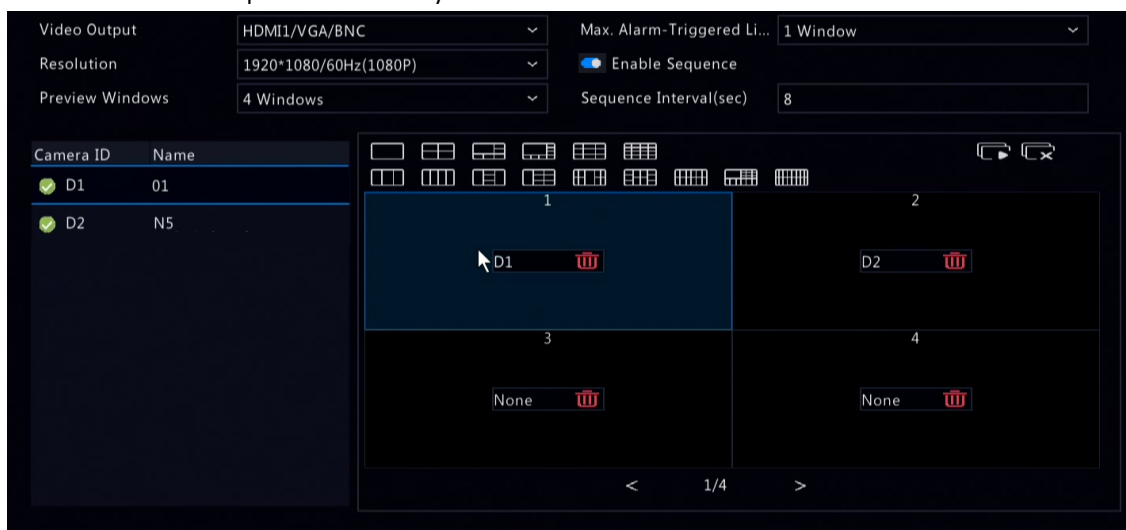 Video Output HDMI1/VGA/BNC Max. Alarm-Triggered Li... 1 Window
Resolution 1920*1080/60Hz(1080P) Enable Sequence
Preview Windows 4 Windows Sequence Interval(sec) 8
Camera ID Name
D1 01
D2 N5
1 2
D1 D2
3 4
None None
< 1/4 >